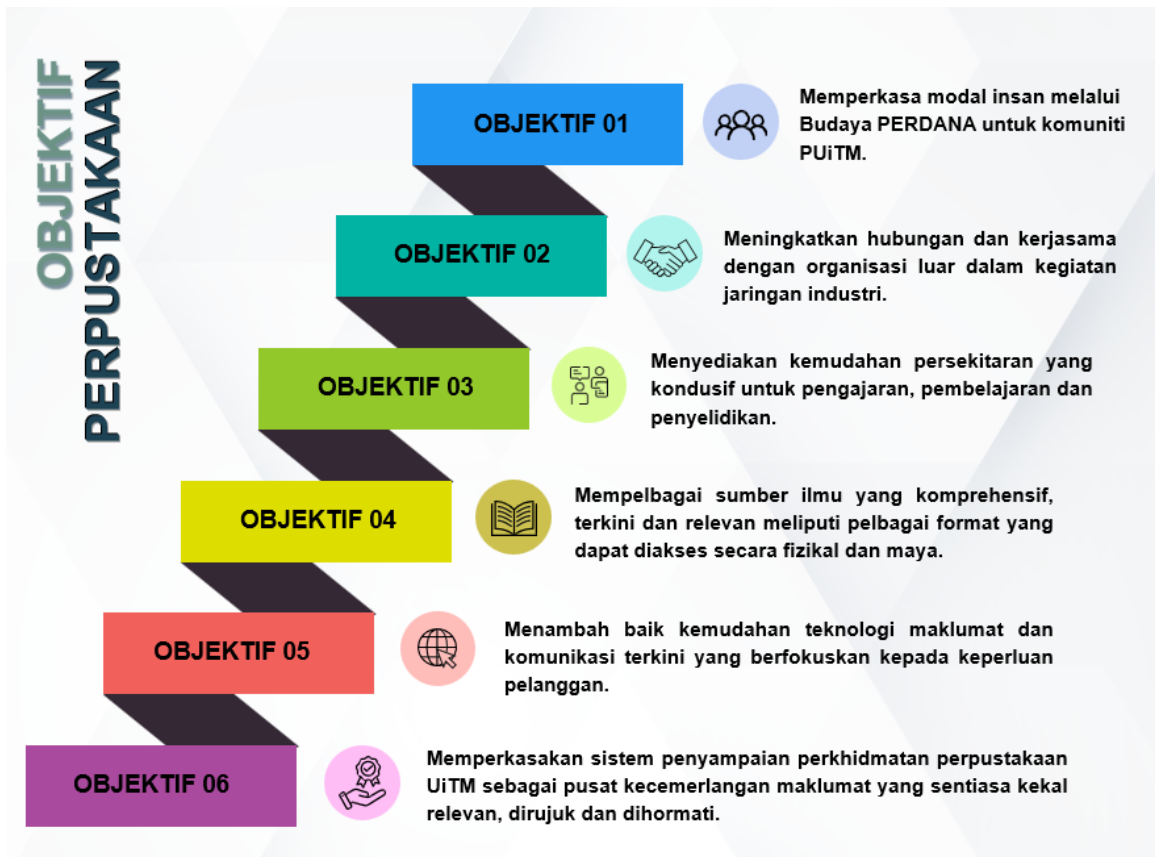 OBJEKTIF
PERPUSTAKAAN
OBJEKTIF 01
Memperkasa modal insan melalui
Budaya PERDANA untuk komuniti
PUiTM.
OBJEKTIF 02
Meningkatkan hubungan dan kerjasama
dengan organisasi luar dalam kegiatan
jaringan industri.
OBJEKTIF 03
Menyediakan kemudahan persekitaran yang
kondusif untuk pengajaran, pembelajaran dan
penyelidikan.
OBJEKTIF 04
Mempelbagai sumber ilmu yang komprehensif,
terkini dan relevan meliputi pelbagai format yang
dapat diakses secara fizikal dan maya.
OBJEKTIF 05
Menambah baik kemudahan teknologi maklumat dan
komunikasi terkini yang berfokuskan kepada keperluan
pelanggan.
OBJEKTIF 06
Memperkasakan sistem penyampaian perkhidmatan perpustakaan
UiTM sebagai pusat kecemerlangan maklumat yang sentiasa kekal
relevan, dirujuk dan dihormati.